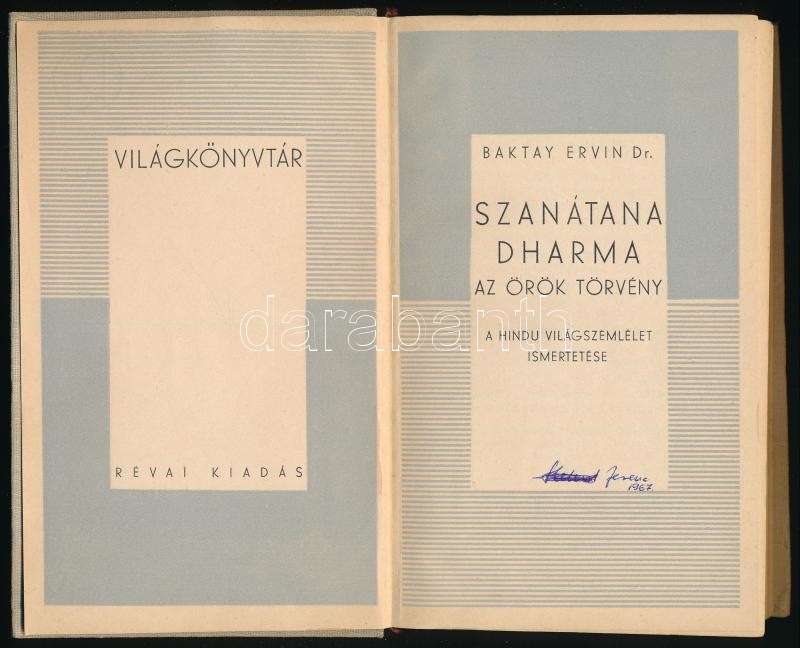 VILÁGKÖNYVTÁR
RÉVAI KIADÁS
BAKTAY ERVIN Dr.
SZANÁTANA
DHARMA
AZ ÖRÖK TÖRVÉNY
A HINDU VILÁGSZEMLÉLET
ISMERTETÉSE
Ferenc
1967.
darabanth